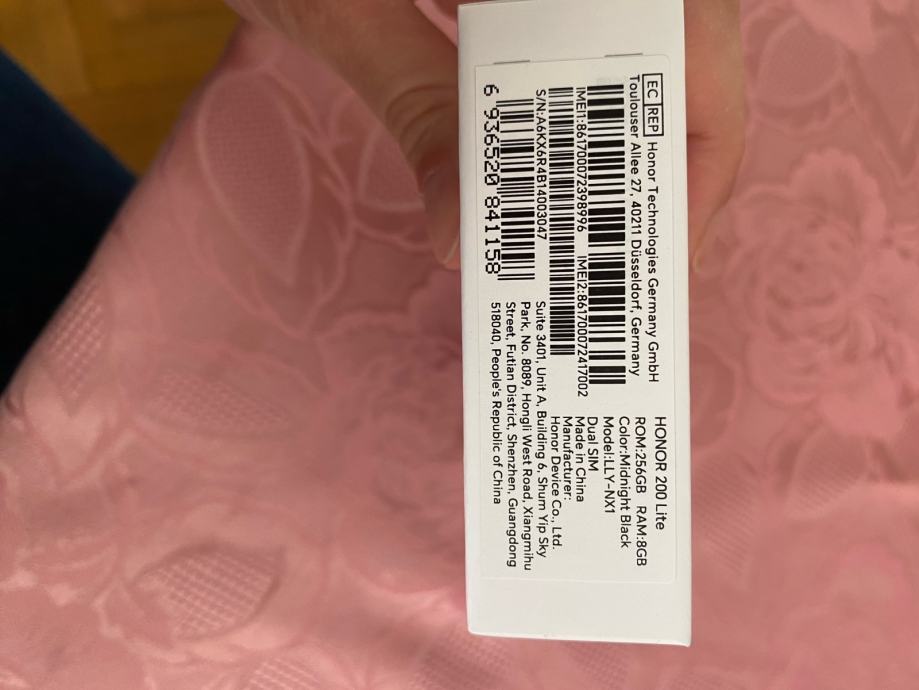 HONOR 200 Lite
ROM:256GB RAM:8GB
Color:Midnight Black
Model:LLY-NX1
Dual SIM
Made in China
Manufacturer:
Honor Device Co., Ltd.
Suite 3401, Unit A, Building 6, Shum Yip Sky
Park, No. 8089, Hongli West Road, Xiangmihu
Street, Futian District, Shenzhen, Guangdong
518040, People's Republic of China
EC REP Honor Technologies Germany GmbH
Toulouser Allee 27, 40211 Düsseldorf, Germany
IMEI1:861700072398996 IMEI2:861700072417002
S/N:A6KX6R4B14003047
6 936520 841158